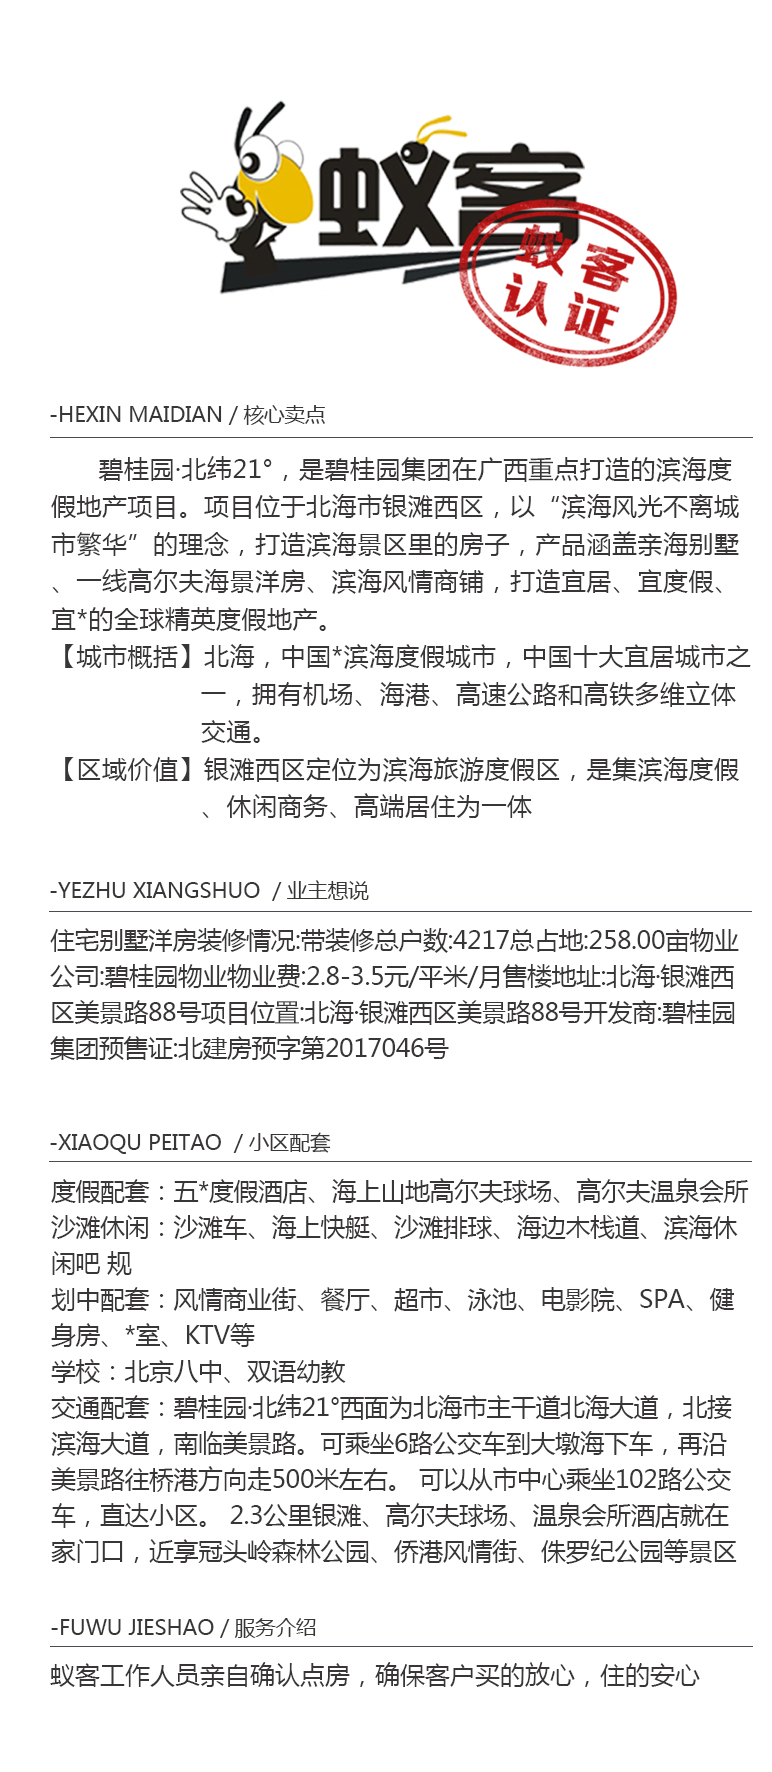 蚁客
蚁客
认证
-HEXIN MAIDIAN / 核心卖点
碧桂园·北纬21°，是碧桂园集团在广西重点打造的滨海度
假地产项目。项目位于北海市银滩西区，以“滨海风光不离城
市繁华”的理念，打造滨海景区里的房子，产品涵盖亲海别墅
、一线高尔夫海景洋房、滨海风情商铺，打造宜居、宜度假、
宜*的全球精英度假地产。
【城市概括】北海，中国*滨海度假城市，中国十大宜居城市之
一，拥有机场、海港、高速公路和高铁多维立体
交通。
【区域价值】银滩西区定位为滨海旅游度假区，是集滨海度假
、休闲商务、高端居住为一体
-YEZHU XIANGSHUO / 业主想说
住宅别墅洋房装修情况:带装修总户数:4217总占地:258.00亩物业
公司:碧桂园物业物业费:2.8-3.5元/平米/月售楼地址:北海·银滩西
区美景路88号项目位置:北海·银滩西区美景路88号开发商:碧桂园
集团预售证:北建房预字第2017046号
-XIAOQU PEITAO / 小区配套
度假配套：五*度假酒店、海上山地高尔夫球场、高尔夫温泉会所
沙滩休闲：沙滩车、海上快艇、沙滩排球、海边木栈道、滨海休
闲吧 规
划中配套：风情商业街、餐厅、超市、泳池、电影院、SPA、健
身房、*室、KTV等
学校：北京八中、双语幼教
交通配套：碧桂园·北纬21°西面为北海市主干道北海大道，北接
滨海大道，南临美景路。可乘坐6路公交车到大墩海下车，再沿
美景路往桥港方向走500米左右。 可以从市中心乘坐102路公交
车，直达小区。 2.3公里银滩、高尔夫球场、温泉会所酒店就在
家门口，近享冠头岭森林公园、侨港风情街、侏罗纪公园等景区
-FUWU JIESHAO / 服务介绍
蚁客工作人员亲自确认点房，确保客户买的放心，住的安心